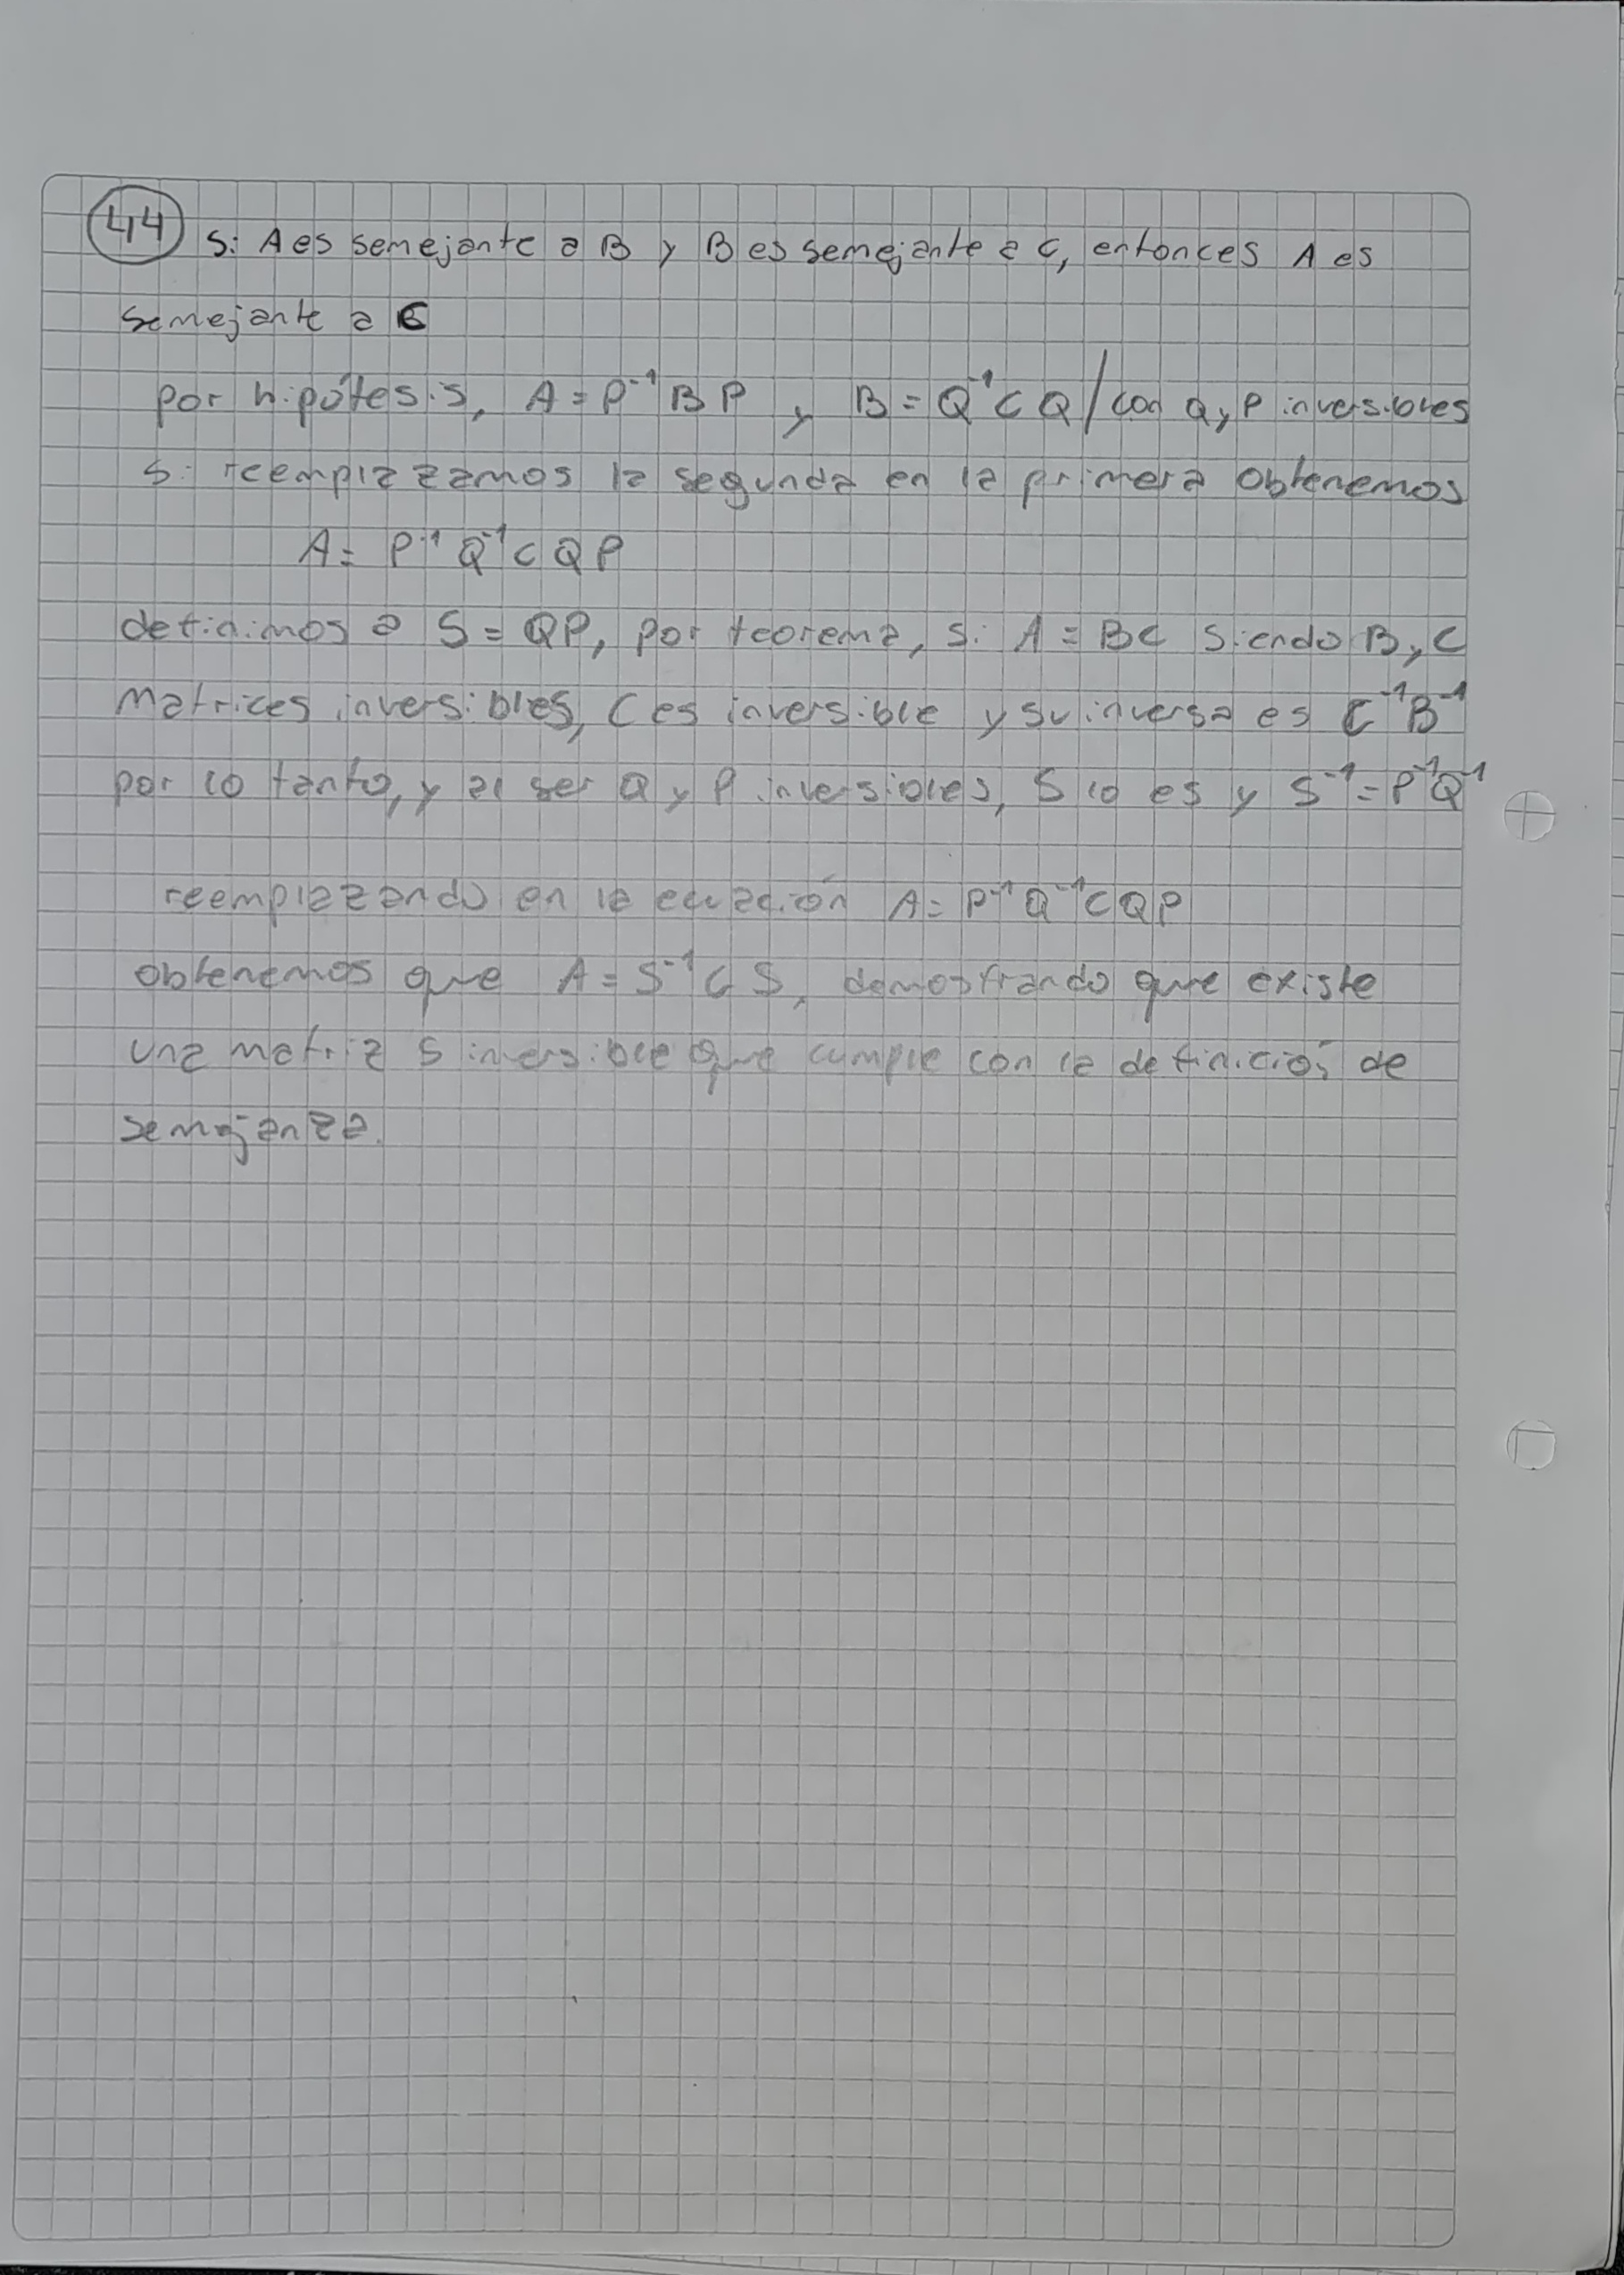 44 Si A es semejante a B y B es semejante a C, entonces A es
semejante a C
por hipótesis, A = P⁻¹ B P y B = Q⁻¹ C Q / con Q y P inversibles
Si reemplazamos la segunda en la primera obtenemos
A = P⁻¹ Q⁻¹ C Q P
definimos a S = QP, por teorema, si A = BC siendo B y C
matrices inversibles, C es inversible y su inversa es C⁻¹B⁻¹
por lo tanto, y al ser Q y P inversibles, S lo es y S⁻¹ = P⁻¹Q⁻¹
reemplazando en la ecuación A = P⁻¹ Q⁻¹ C Q P
obtenemos que A = S⁻¹ C S, demostrando que existe
una matriz S inversible que cumple con la definición de
semejanza.